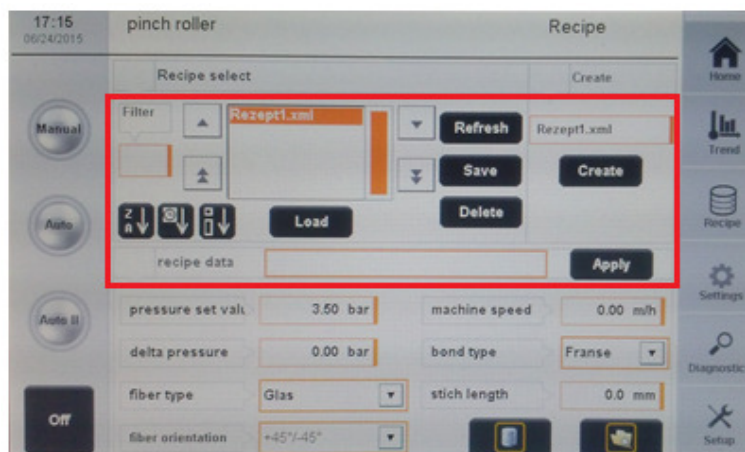 17:15
06/24/2015
pinch roller
Recipe
Recipe select
Create
Home
Filter
Rezept1.xml
Refresh
Rezept1.xml
Manual
Trend
Save
Create
Z
A
Load
Delete
Auto
Recipe
recipe data
Apply
Settings
pressure set valu
3.50 bar
machine speed
0.00 m/h
Auto II
delta pressure
0.00 bar
bond type
Franse
Diagnostic
fiber type
Glas
stich length
0.0 mm
Off
fiber orientation
+45°/-45°
Setup